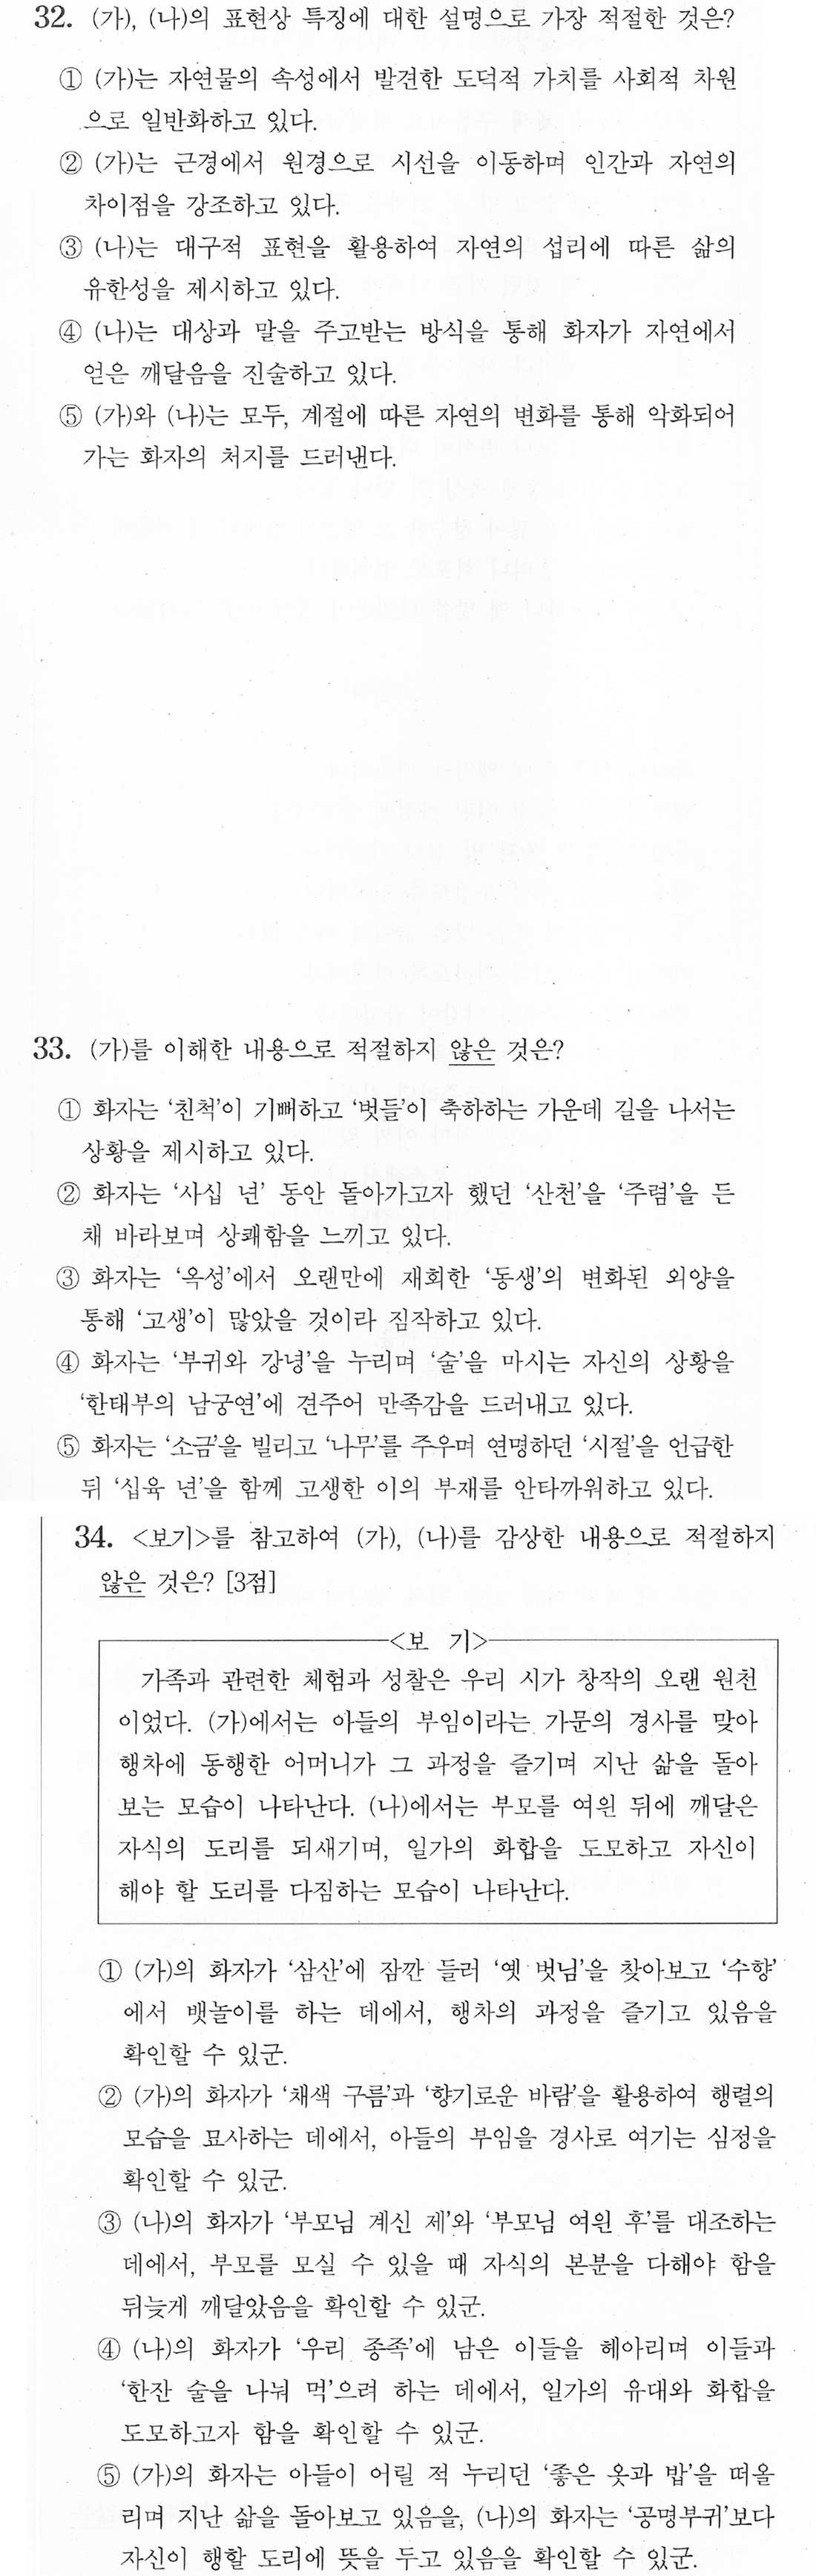 32. (가), (나)의 표현상 특징에 대한 설명으로 가장 적절한 것은?
① (가)는 자연물의 속성에서 발견한 도덕적 가치를 사회적 차원
으로 일반화하고 있다.
② (가)는 근경에서 원경으로 시선을 이동하며 인간과 자연의
차이점을 강조하고 있다.
③ (나)는 대구적 표현을 활용하여 자연의 섭리에 따른 삶의
유한성을 제시하고 있다.
④ (나)는 대상과 말을 주고받는 방식을 통해 화자가 자연에서
얻은 깨달음을 진술하고 있다.
⑤ (가)와 (나)는 모두, 계절에 따른 자연의 변화를 통해 악화되어
가는 화자의 처지를 드러낸다.
33. (가)를 이해한 내용으로 적절하지 않은 것은?
① 화자는 ‘친척’이 기뻐하고 ‘벗들’이 축하하는 가운데 길을 나서는
상황을 제시하고 있다.
② 화자는 ‘사십 년’ 동안 돌아가고자 했던 ‘산천’을 ‘주렴’을 든
채 바라보며 상쾌함을 느끼고 있다.
③ 화자는 ‘옥성’에서 오랜만에 재회한 ‘동생’의 변화된 외양을
통해 ‘고생’이 많았을 것이라 짐작하고 있다.
④ 화자는 ‘부귀와 강녕’을 누리며 ‘술’을 마시는 자신의 상황을
‘한태부의 남궁연’에 견주어 만족감을 드러내고 있다.
⑤ 화자는 ‘소금’을 빌리고 ‘나무’를 주우며 연명하던 ‘시절’을 언급한
뒤 ‘십육 년’을 함께 고생한 이의 부재를 안타까워하고 있다.
34. <보기>를 참고하여 (가), (나)를 감상한 내용으로 적절하지
않은 것은? [3점]
<보 기>
가족과 관련한 체험과 성찰은 우리 시가 창작의 오랜 원천
이었다. (가)에서는 아들의 부임이라는 가문의 경사를 맞아
행차에 동행한 어머니가 그 과정을 즐기며 지난 삶을 돌아
보는 모습이 나타난다. (나)에서는 부모를 여읜 뒤에 깨달은
자식의 도리를 되새기며, 일가의 화합을 도모하고 자신이
해야 할 도리를 다짐하는 모습이 나타난다.
① (가)의 화자가 ‘삼산’에 잠깐 들러 ‘옛 벗님’을 찾아보고 ‘수향’
에서 뱃놀이를 하는 데에서, 행차의 과정을 즐기고 있음을
확인할 수 있군.
② (가)의 화자가 ‘채색 구름’과 ‘향기로운 바람’을 활용하여 행렬의
모습을 묘사하는 데에서, 아들의 부임을 경사로 여기는 심정을
확인할 수 있군.
③ (나)의 화자가 ‘부모님 계신 제’와 ‘부모님 여읜 후’를 대조하는
데에서, 부모를 모실 수 있을 때 자식의 본분을 다해야 함을
뒤늦게 깨달았음을 확인할 수 있군.
④ (나)의 화자가 ‘우리 종족’에 남은 이들을 헤아리며 이들과
‘한잔 술을 나눠 먹’으려 하는 데에서, 일가의 유대와 화합을
도모하고자 함을 확인할 수 있군.
⑤ (가)의 화자는 아들이 어릴 적 누리던 ‘좋은 옷과 밥’을 떠올
리며 지난 삶을 돌아보고 있음을, (나)의 화자는 ‘공명부귀’보다
자신이 행할 도리에 뜻을 두고 있음을 확인할 수 있군.